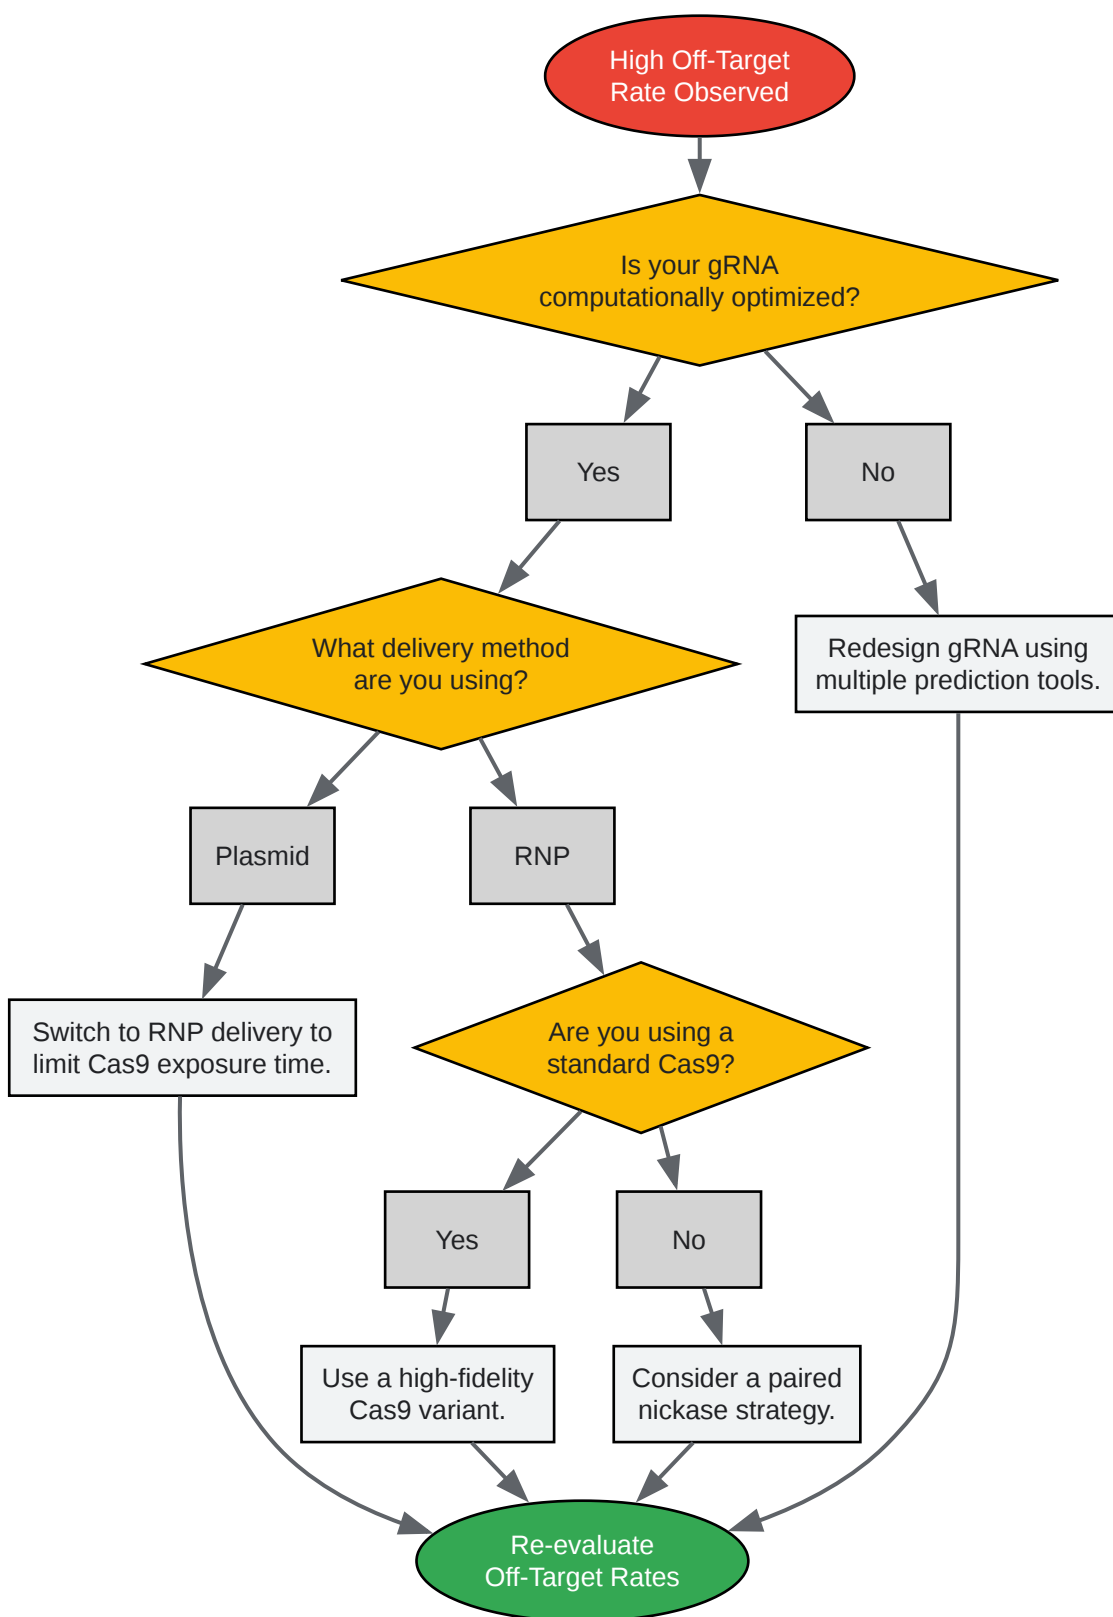 High Off-Target
Rate Observed
Is your gRNA
computationally optimized?
Yes
No
What delivery method
are you using?
Redesign gRNA using
multiple prediction tools.
Plasmid
RNP
Switch to RNP delivery to
limit Cas9 exposure time.
Are you using a
standard Cas9?
Yes
No
Use a high-fidelity
Cas9 variant.
Consider a paired
nickase strategy.
Re-evaluate
Off-Target Rates